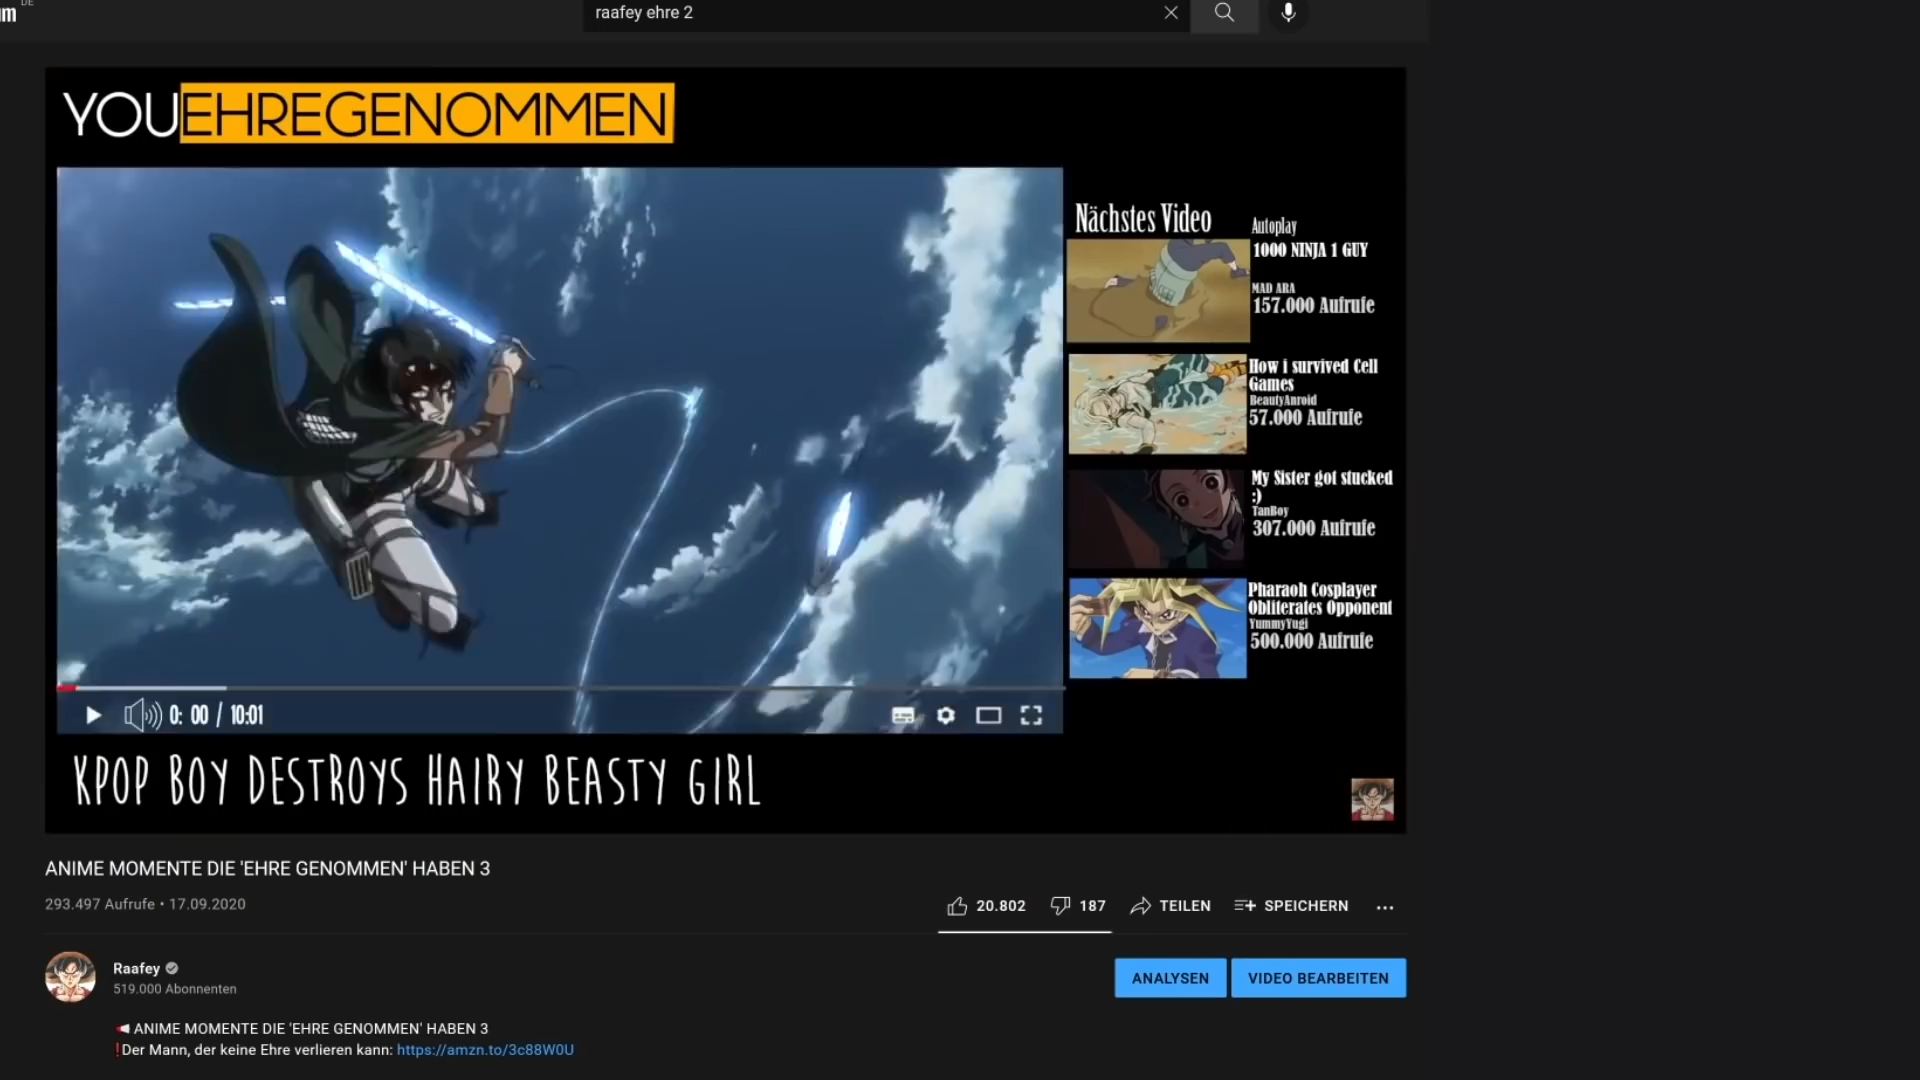 DE
raafey ehre 2
YOUEHREGENOMMEN
Nächstes Video
Autoplay
1000 NINJA 1 GUY
MAD ARA
157.000 Aufrufe
How i survived Cell
Games
BeautyAnroid
57.000 Aufrufe
My Sister got stucked
:)
TanBoy
307.000 Aufrufe
Pharaoh Cosplayer
Obliterates Opponent
YummyYugi
500.000 Aufrufe
0: 00 / 10:01
KPOP BOY DESTROYS HAIRY BEASTY GIRL
ANIME MOMENTE DIE 'EHRE GENOMMEN' HABEN 3
293.497 Aufrufe • 17.09.2020
20.802 187 TEILEN SPEICHERN
Raafey
519.000 Abonnenten
ANALYSEN VIDEO BEARBEITEN
ANIME MOMENTE DIE 'EHRE GENOMMEN' HABEN 3
❗Der Mann, der keine Ehre verlieren kann: https://amzn.to/3c88W0U